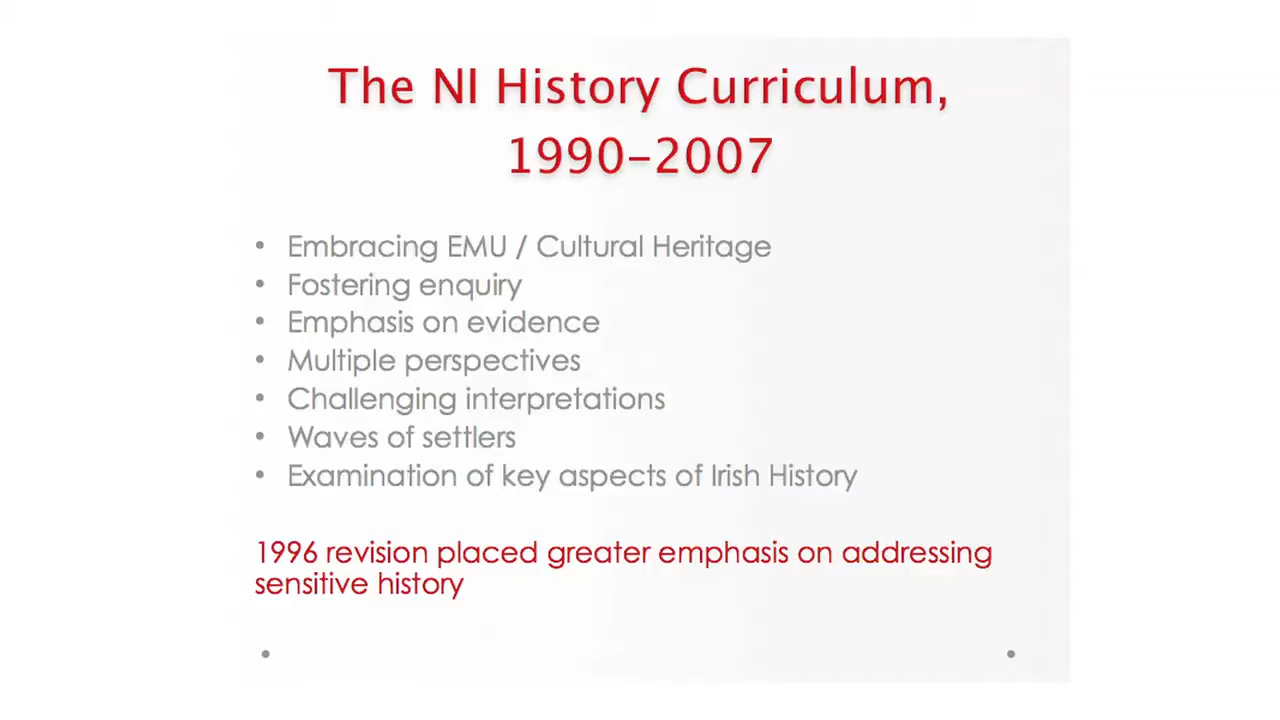 The NI History Curriculum,
1990–2007
• Embracing EMU / Cultural Heritage
• Fostering enquiry
• Emphasis on evidence
• Multiple perspectives
• Challenging interpretations
• Waves of settlers
• Examination of key aspects of Irish History
1996 revision placed greater emphasis on addressing
sensitive history